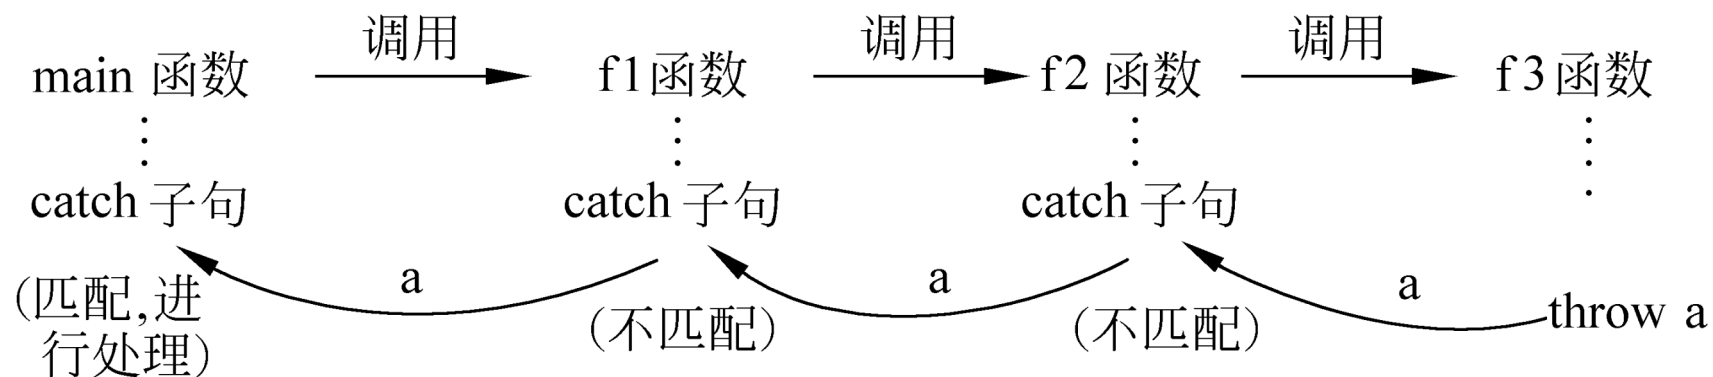 调用 调用 调用
main 函数 f1函数 f2 函数 f3函数
catch 子句 catch 子句 catch 子句
a a a
(匹配,进 (不匹配) (不匹配) throw a
行处理)